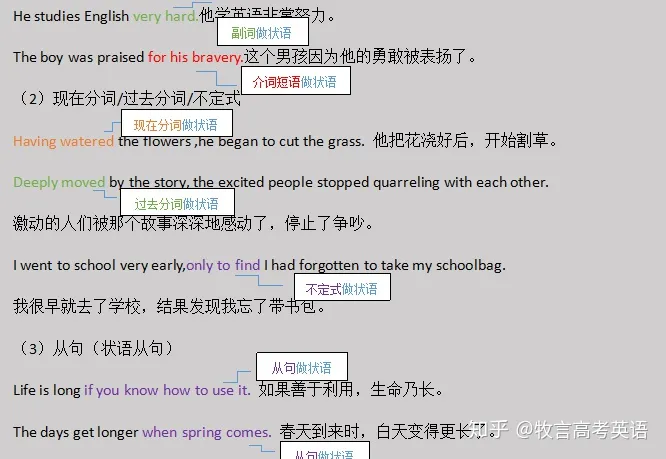 He studies English very hard.他学英语非常努力。
副词做状语
The boy was praised for his bravery.这个男孩因为他的勇敢被表扬了。
介词短语做状语
（2）现在分词/过去分词/不定式
现在分词做状语
Having watered the flowers ,he began to cut the grass. 他把花浇好后，开始割草。
Deeply moved by the story, the excited people stopped quarreling with each other.
过去分词做状语
激动的人们被那个故事深深地感动了，停止了争吵。
I went to school very early,only to find I had forgotten to take my schoolbag.
不定式做状语
我很早就去了学校，结果发现我忘了带书包。
（3）从句（状语从句）
从句做状语
Life is long if you know how to use it. 如果善于利用，生命乃长。
The days get longer when spring comes. 春天到来时，白天变得更长了。
知乎 @牧言高考英语
从句做状语